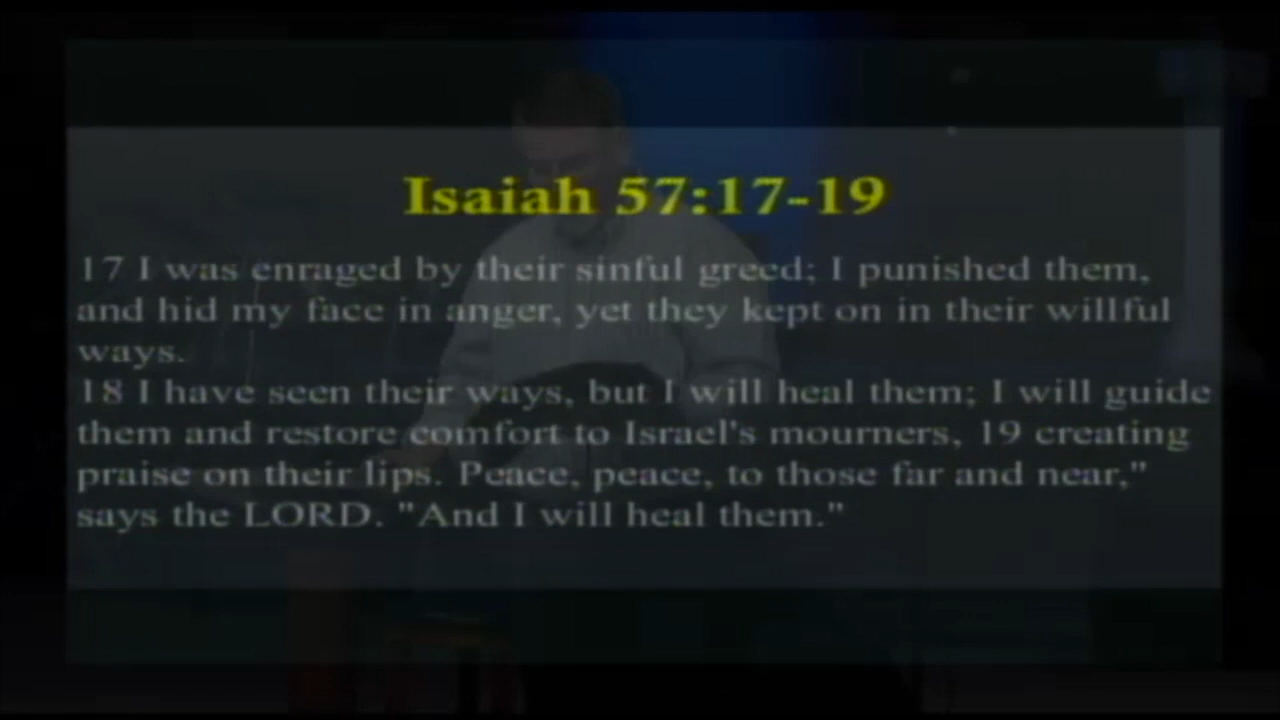 Isaiah 57:17-19
17 I was enraged by their sinful greed; I punished them,
and hid my face in anger, yet they kept on in their willful
ways.
18 I have seen their ways, but I will heal them; I will guide
them and restore comfort to Israel's mourners, 19 creating
praise on their lips. Peace, peace, to those far and near,"
says the LORD. "And I will heal them."